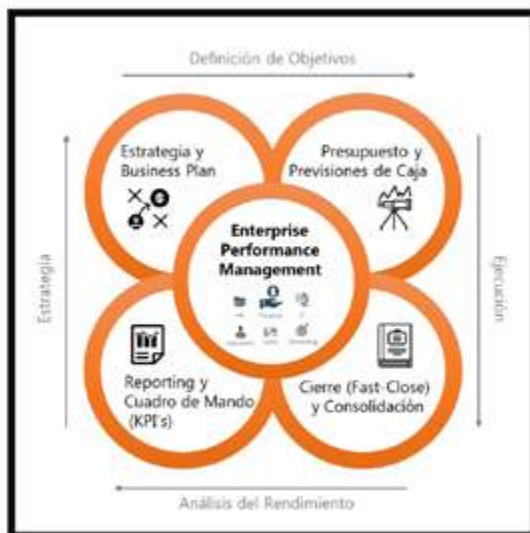 Definición de Objetivos
Estrategia y
Business Plan
Presupuesto y
Previsiones de Caja
Enterprise
Performance
Management
Estrategia
Ejecución
Reporting y
Cuadro de Mando
(KPI's)
Cierre (Fast-Close)
y Consolidación
Análisis del Rendimiento